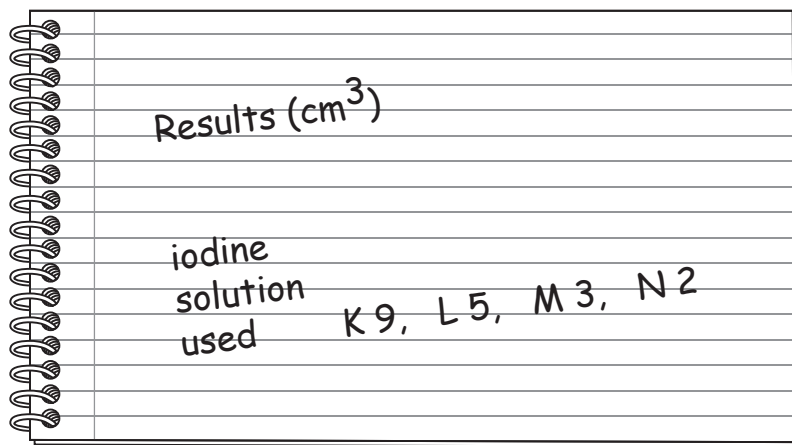 Results (cm³)
iodine
solution
used K 9, L 5, M 3, N 2